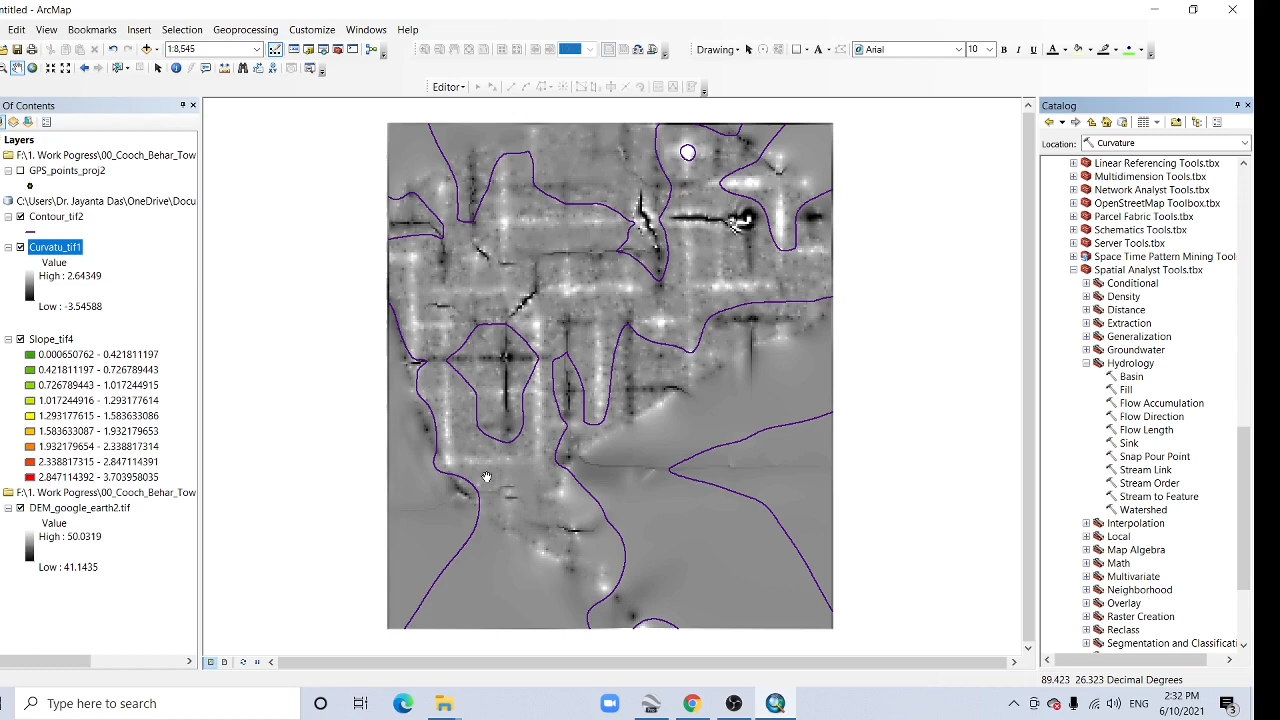 ntitled - ArcMap
Edit View Bookmarks Insert Selection Geoprocessing Customize Windows Help
1:8,545 Drawing Arial 10 B I U A
Editor
Of Contents
Layers
F:\1. Work Pogress\00_Cooch_Behar_Tow
GPS_points_proj2
C:\Users\Dr. Jayanta Das\OneDrive\Docu
Contour_tif2
Curvatu_tif1
Value
High : 2.64349
Low : -3.54588
Slope_tif4
0.000650762 - 0.421811197
0.421811198 - 0.726789443
0.726789443 - 1.017244915
1.017244916 - 1.293177614
1.293177615 - 1.583633086
1.583633087 - 1.932179653
1.932179654 - 2.338817314
2.338817315 - 2.847114391
2.847114392 - 3.703958035
F:\1. Work Pogress\00_Cooch_Behar_Tow
DEM_google_earth2.tif
Value
High : 50.0319
Low : 41.1435
Catalog
Location: Curvature
Linear Referencing Tools.tbx
Multidimension Tools.tbx
Network Analyst Tools.tbx
OpenStreetMap Toolbox.tbx
Parcel Fabric Tools.tbx
Schematics Tools.tbx
Server Tools.tbx
Space Time Pattern Mining Tool
Spatial Analyst Tools.tbx
Conditional
Density
Distance
Extraction
Generalization
Groundwater
Hydrology
Basin
Fill
Flow Accumulation
Flow Direction
Flow Length
Sink
Snap Pour Point
Stream Link
Stream Order
Stream to Feature
Watershed
Interpolation
Local
Map Algebra
Math
Multivariate
Neighborhood
Overlay
Raster Creation
Reclass
Segmentation and Classificati
89.423 26.323 Decimal Degrees
Type here to search
2:32 PM
6/10/2021
3